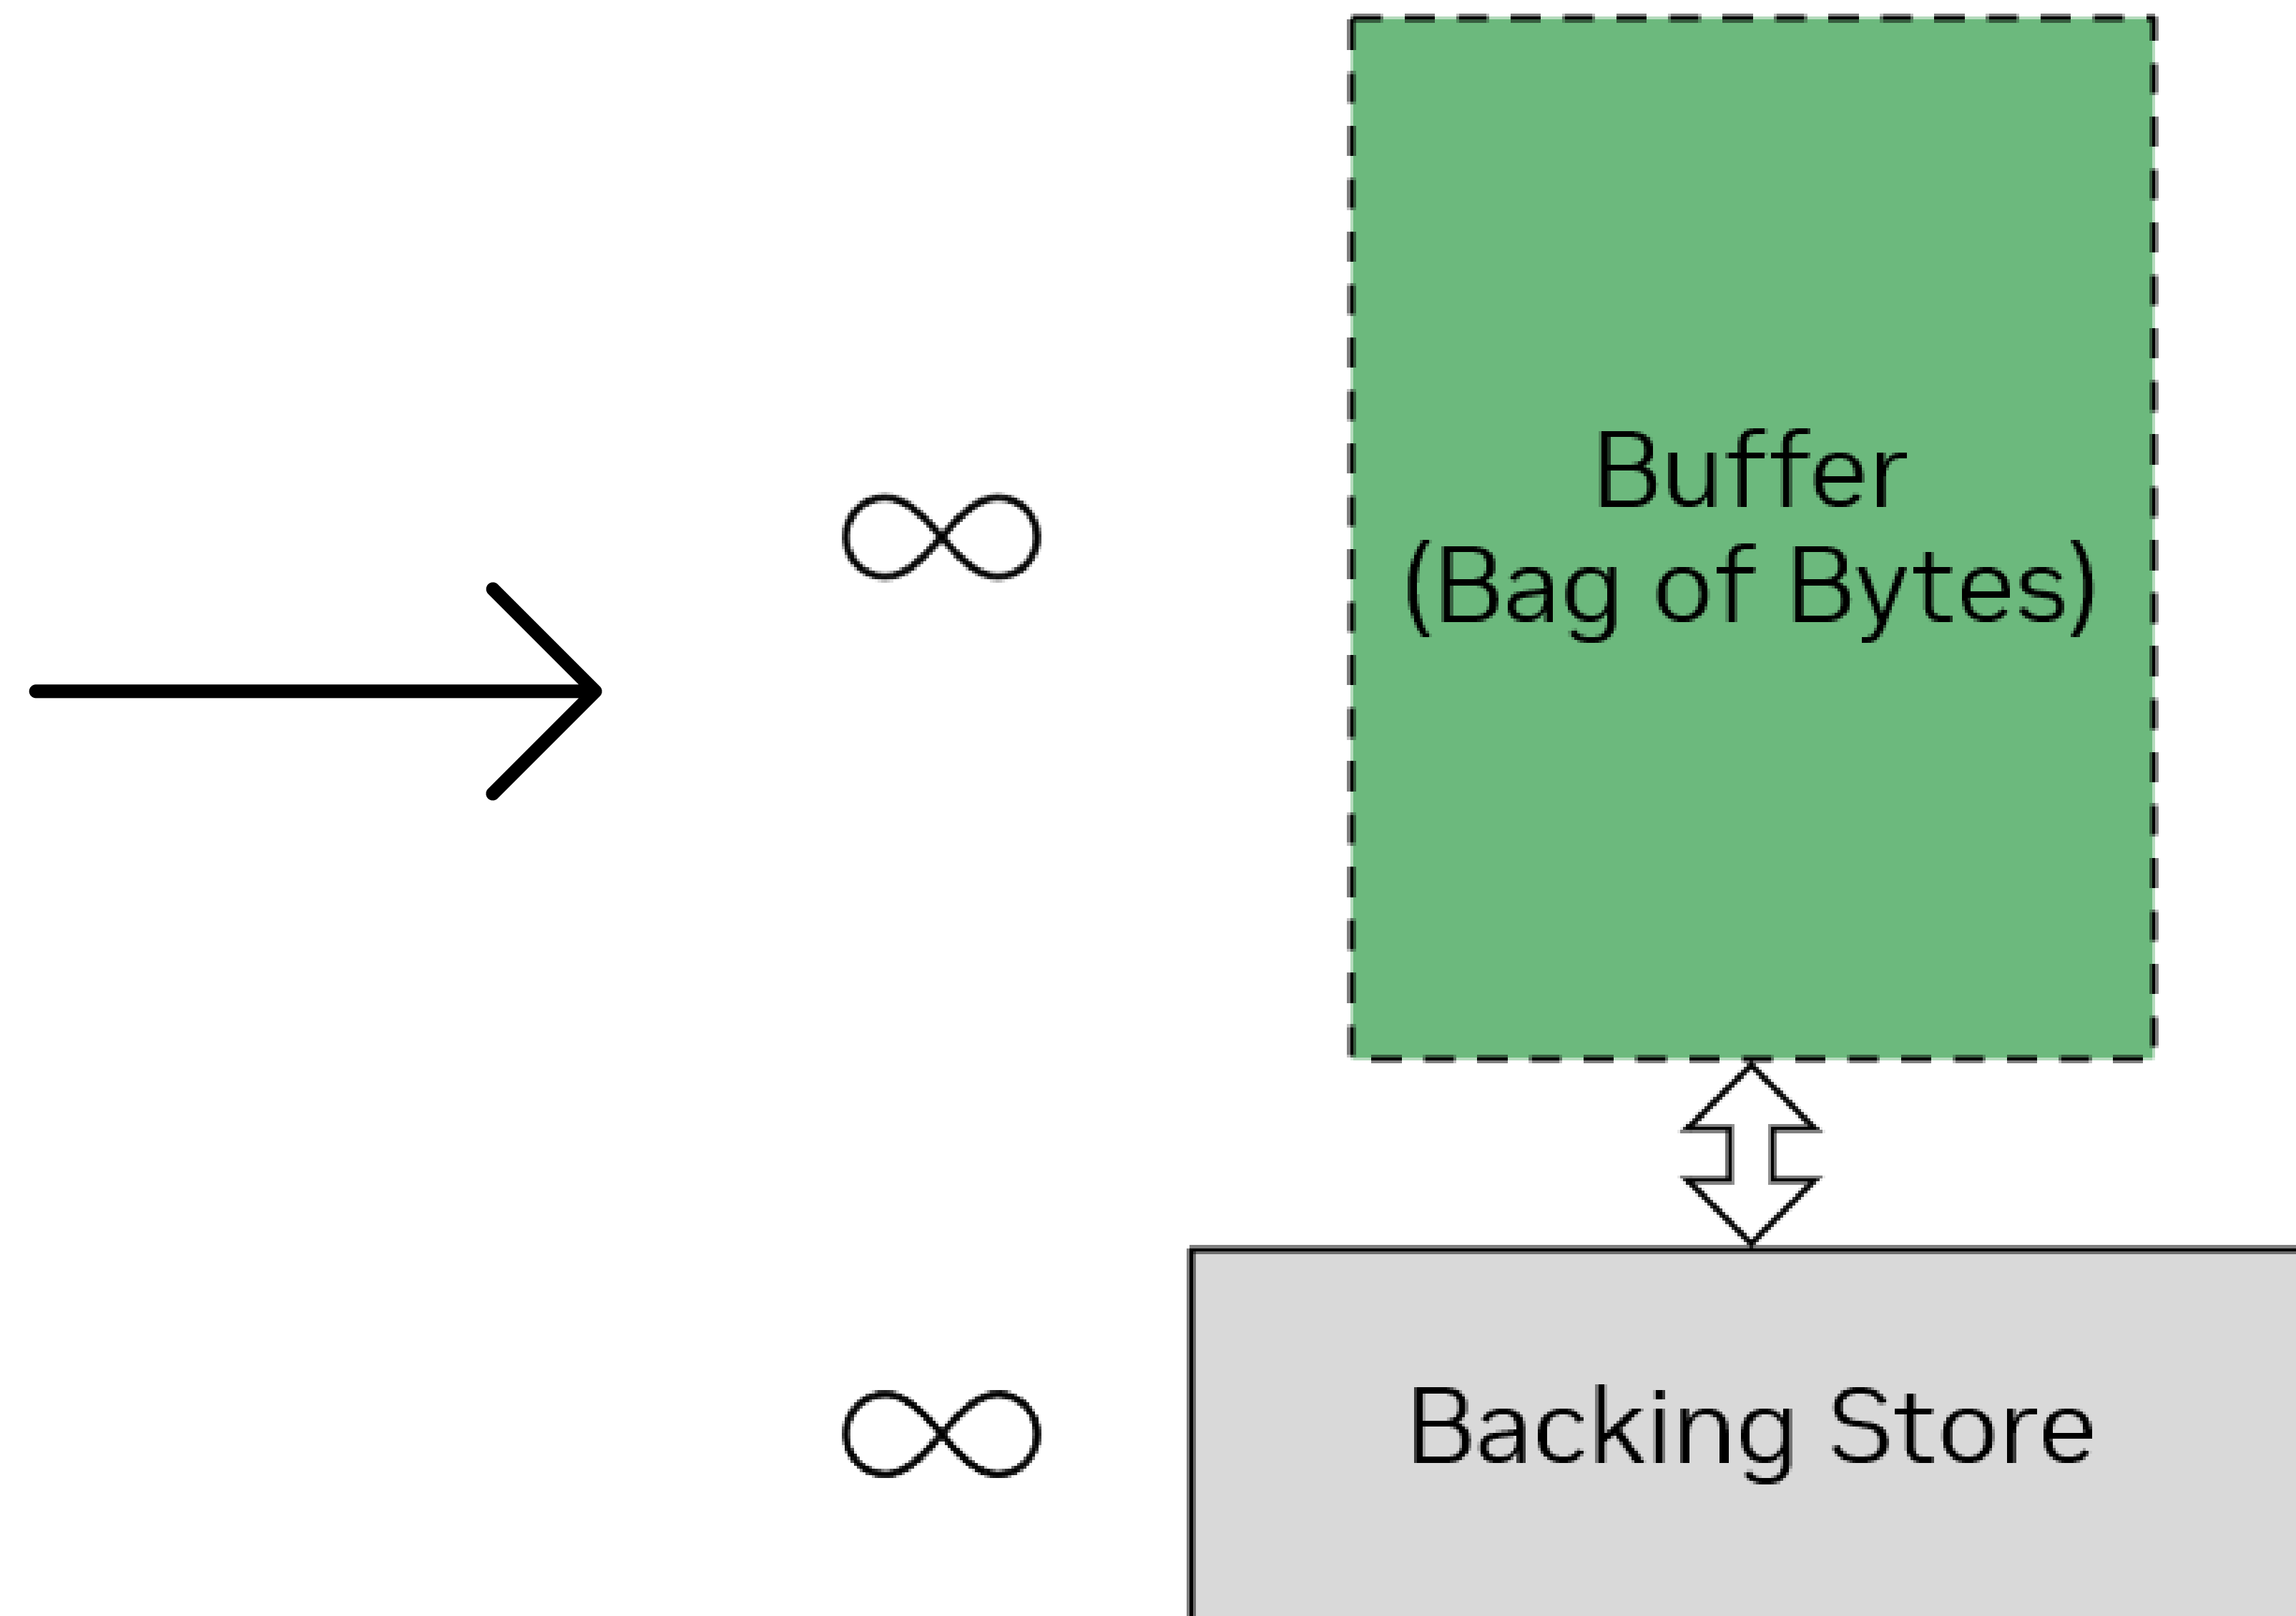 ∞
Buffer
(Bag of Bytes)
∞
Backing Store